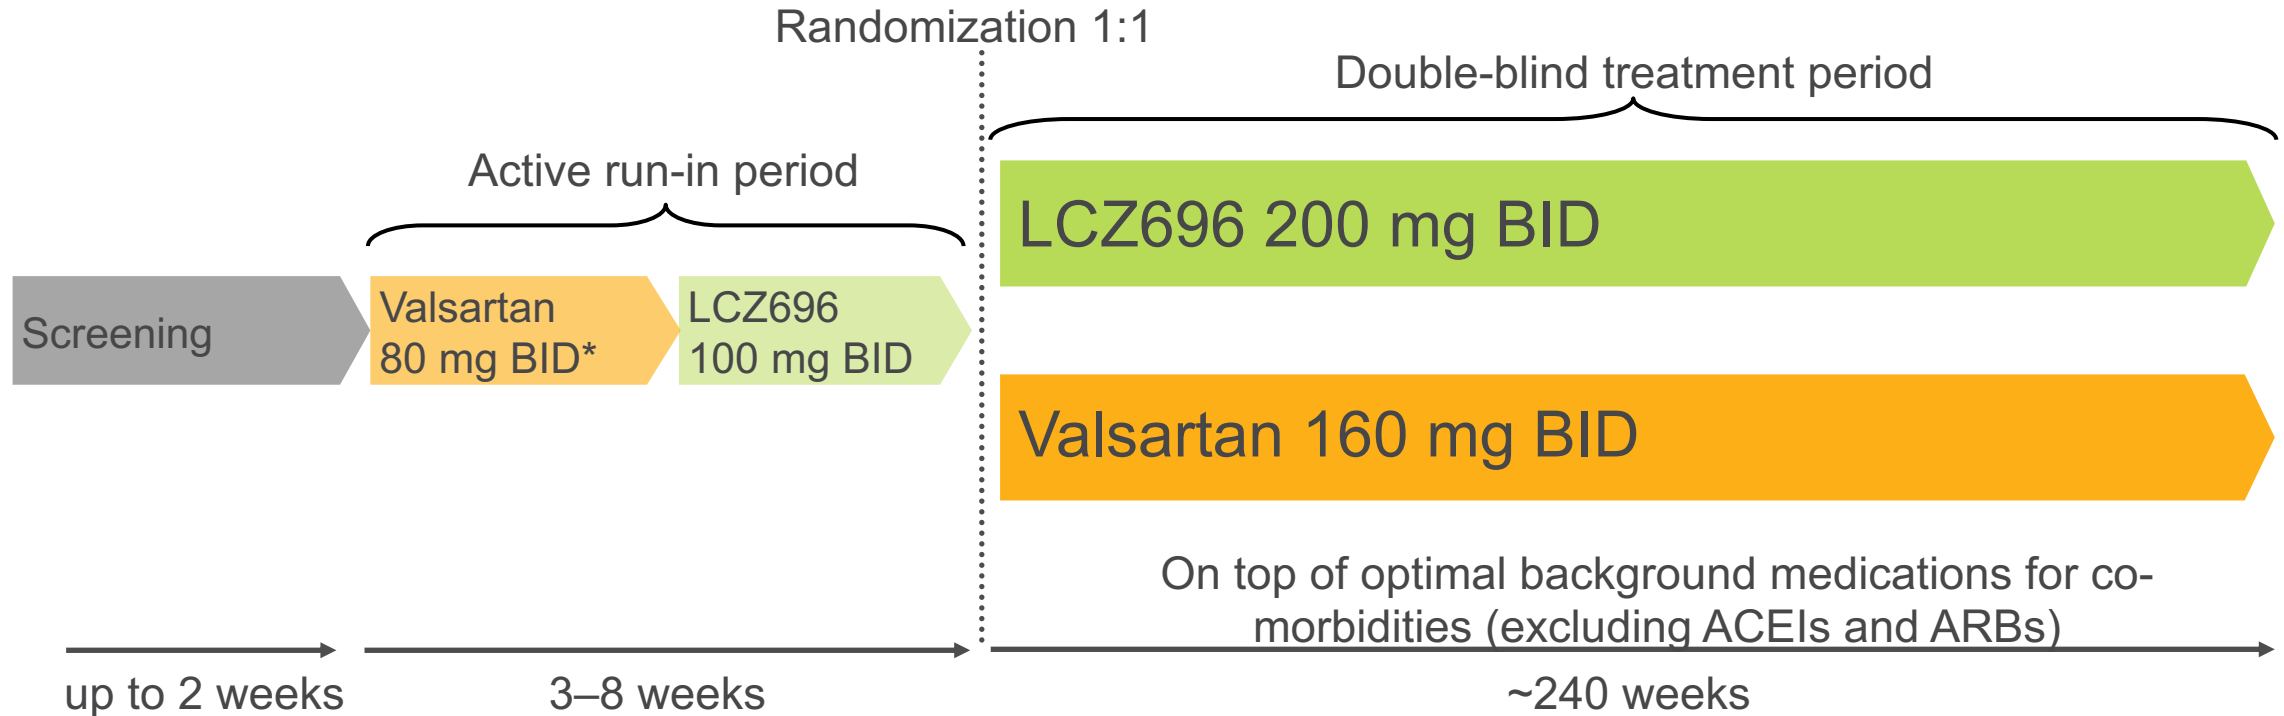 Randomization 1:1
Double-blind treatment period
Active run-in period
LCZ696 200 mg BID
Screening
Valsartan
80 mg BID*
LCZ696
100 mg BID
Valsartan 160 mg BID
On top of optimal background medications for co-
morbidities (excluding ACEIs and ARBs)
up to 2 weeks
3–8 weeks
~240 weeks